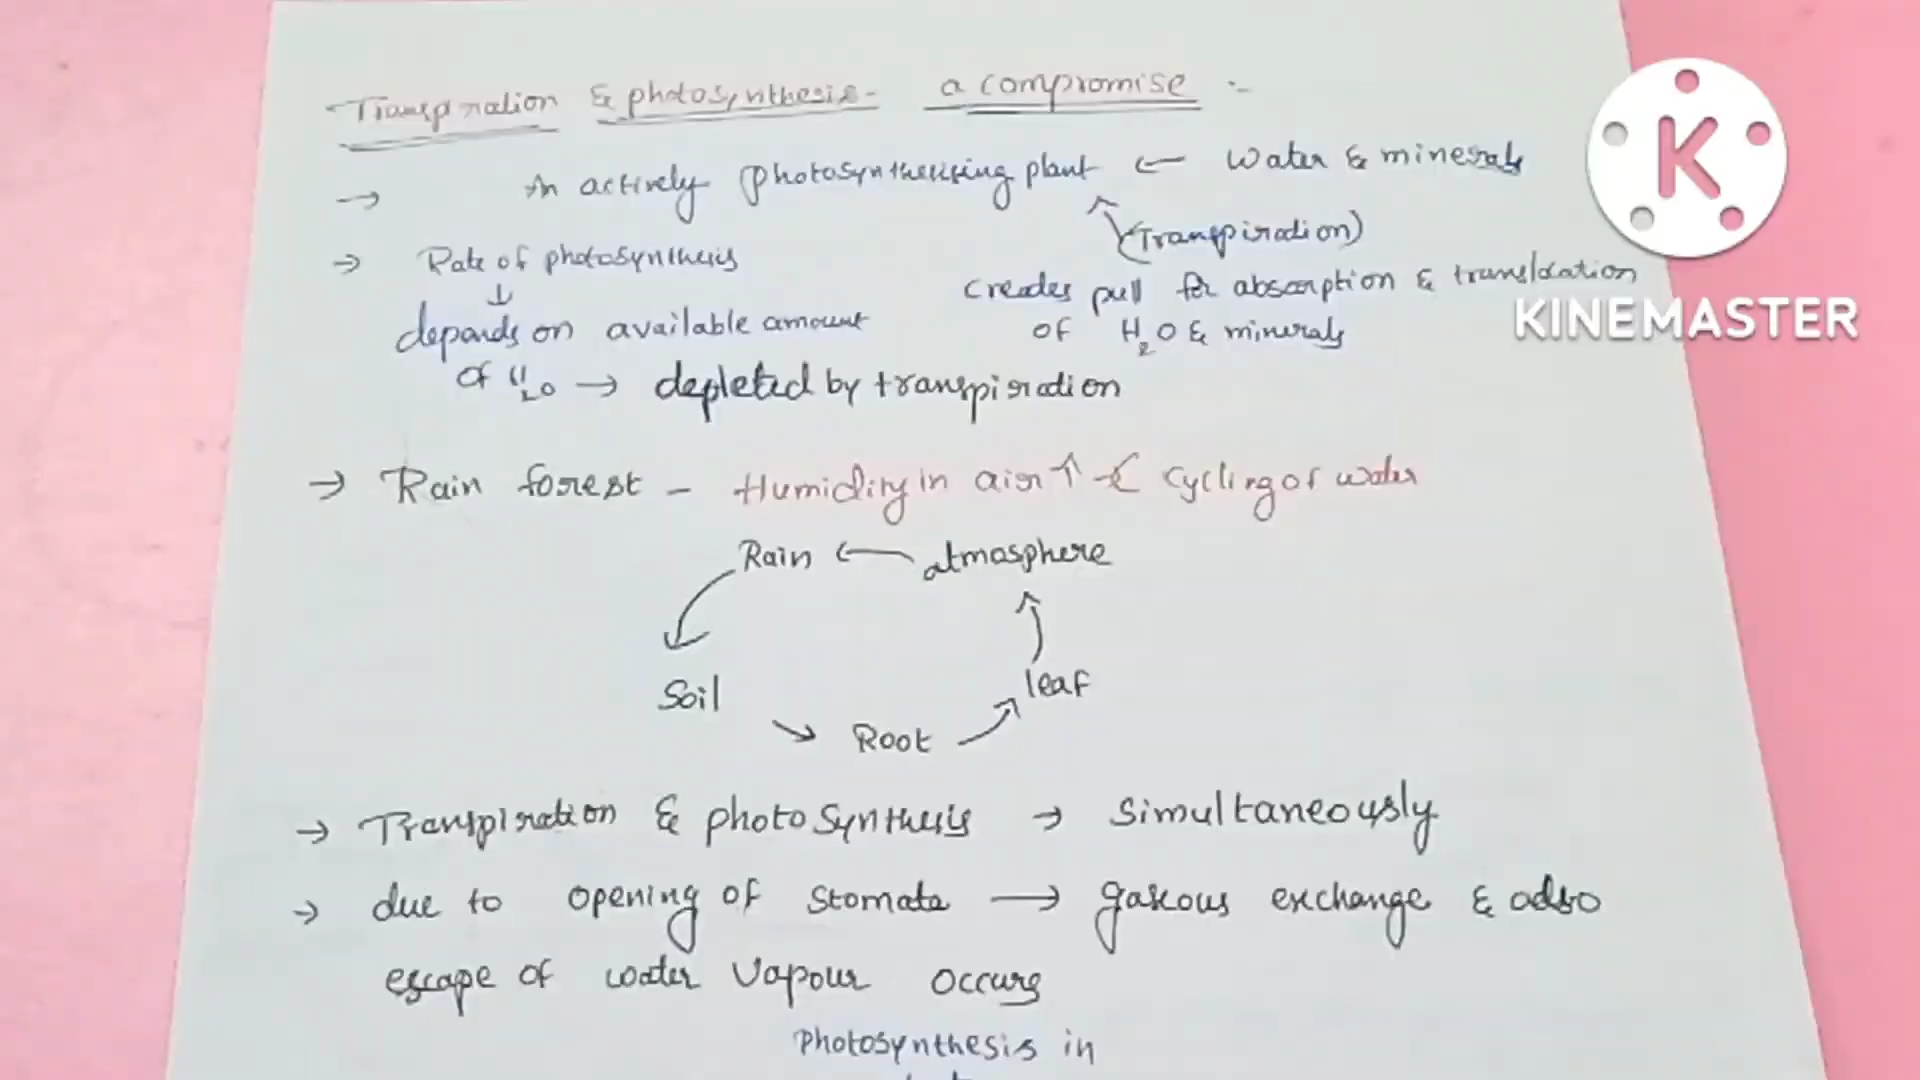 Transpiration & photosynthesis- a compromise :-
→ An actively photosynthesising plant ← Water & minerals
(Transpiration)
→ Rate of photosynthesis
↓
creates pull for absorption & translocation
of H2O & minerals
depends on available amount
of H2O → depleted by transpiration
→ Rain forest - Humidity in air ↑ ← Cycling of water
Rain ← atmosphere
Soil
leaf
Root
→ Transpiration & photosynthesis → Simultaneously
→ due to opening of stomata → gaseous exchange & also
escape of water vapour occurs
Photosynthesis in
K
KINEMASTER